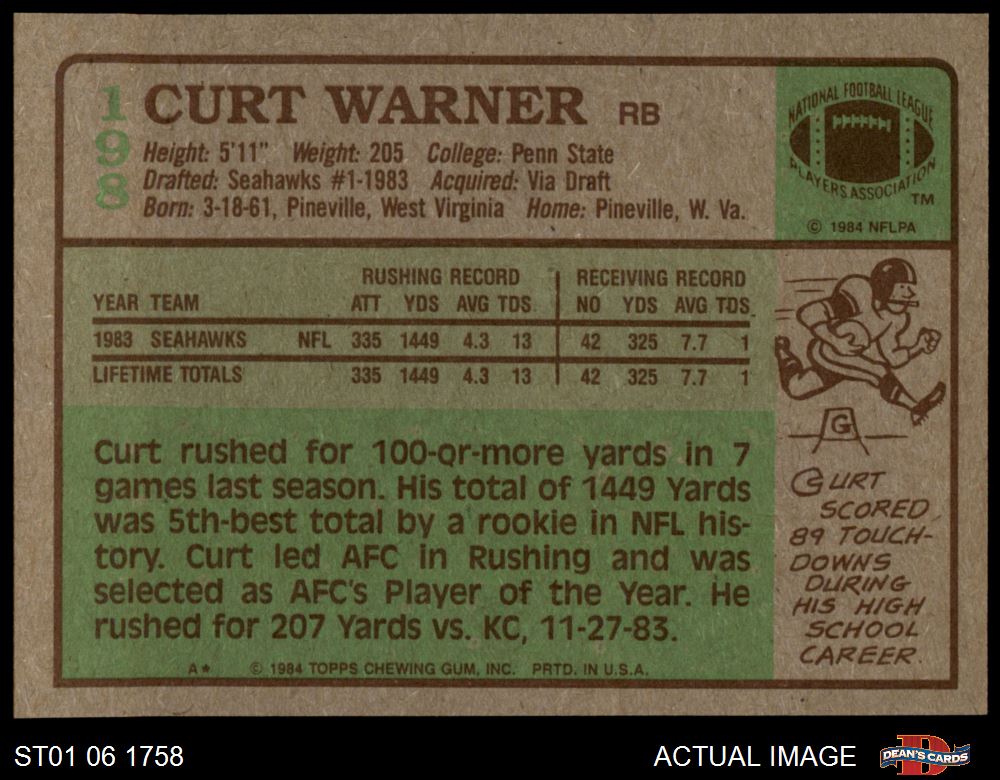 198
CURT WARNER RB
Height: 5'11" Weight: 205 College: Penn State
Drafted: Seahawks #1-1983 Acquired: Via Draft
Born: 3-18-61, Pineville, West Virginia Home: Pineville, W. Va.
NATIONAL FOOTBALL LEAGUE
PLAYERS ASSOCIATION
TM
© 1984 NFLPA
RUSHING RECORD RECEIVING RECORD
YEAR TEAM ATT YDS AVG TDS. NO YDS AVG TDS.
1983 SEAHAWKS NFL 335 1449 4.3 13 42 325 7.7 1
LIFETIME TOTALS 335 1449 4.3 13 42 325 7.7 1
Curt rushed for 100-or-more yards in 7
games last season. His total of 1449 Yards
was 5th-best total by a rookie in NFL his-
tory. Curt led AFC in Rushing and was
selected as AFC's Player of the Year. He
rushed for 207 Yards vs. KC, 11-27-83.
G
CURT
SCORED
89 TOUCH-
DOWNS
DURING
HIS HIGH
SCHOOL
CAREER.
A* © 1984 TOPPS CHEWING GUM, INC. PRTD. IN U.S.A.
ST01 06 1758 ACTUAL IMAGE D DEAN'S CARDS